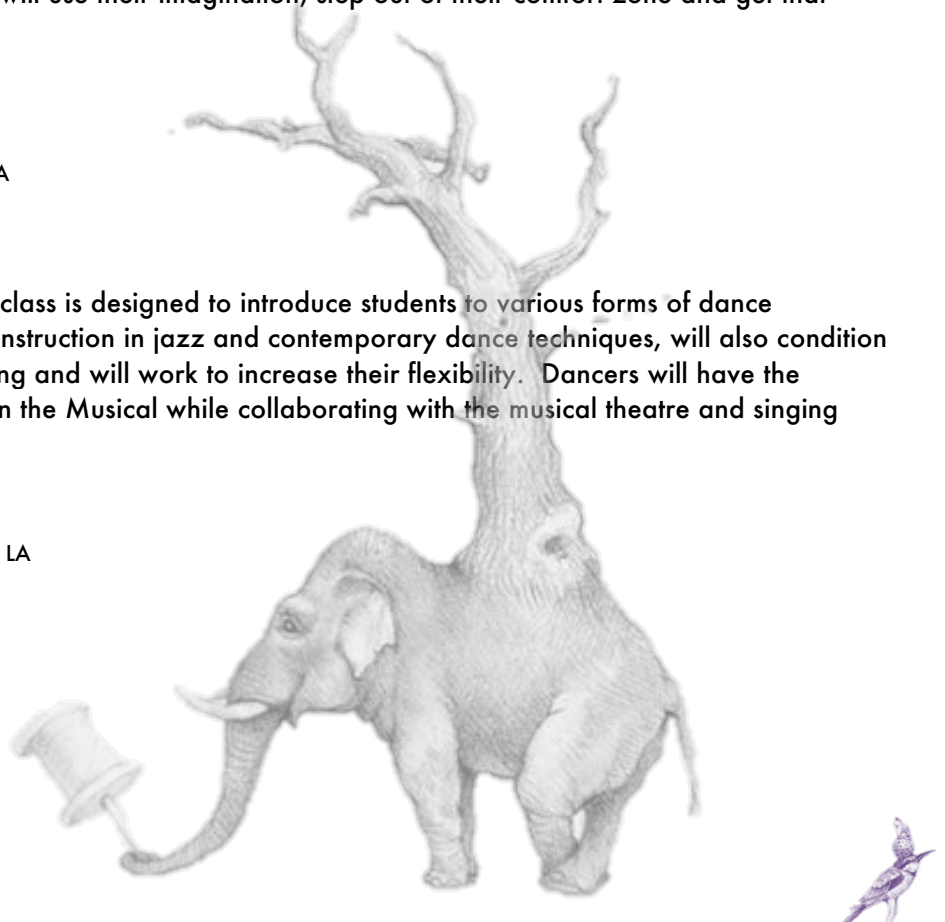 will use their imagination, step out of their comfort zone and get that
A
class is designed to introduce students to various forms of dance
nstruction in jazz and contemporary dance techniques, will also condition
ng and will work to increase their flexibility.  Dancers will have the
n the Musical while collaborating with the musical theatre and singing
LA